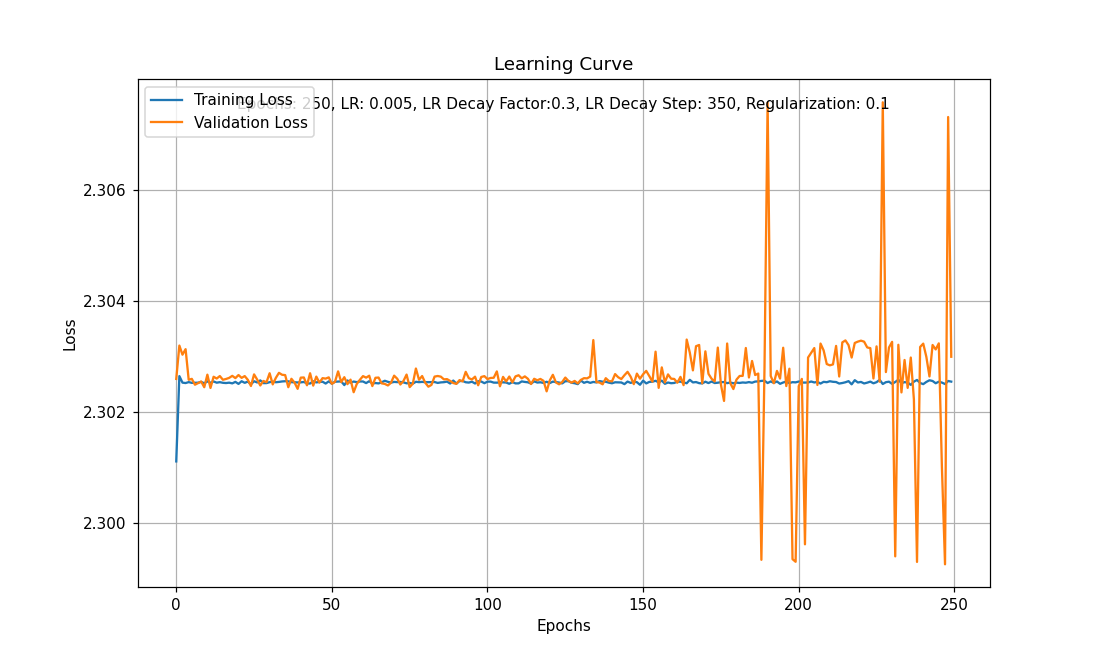 Learning Curve
Epochs: 250, LR: 0.005, LR Decay Factor:0.3, LR Decay Step: 350, Regularization: 0.1
Training Loss
Validation Loss
2.306
2.304
2.302
2.300
Loss
0 50 100 150 200 250
Epochs